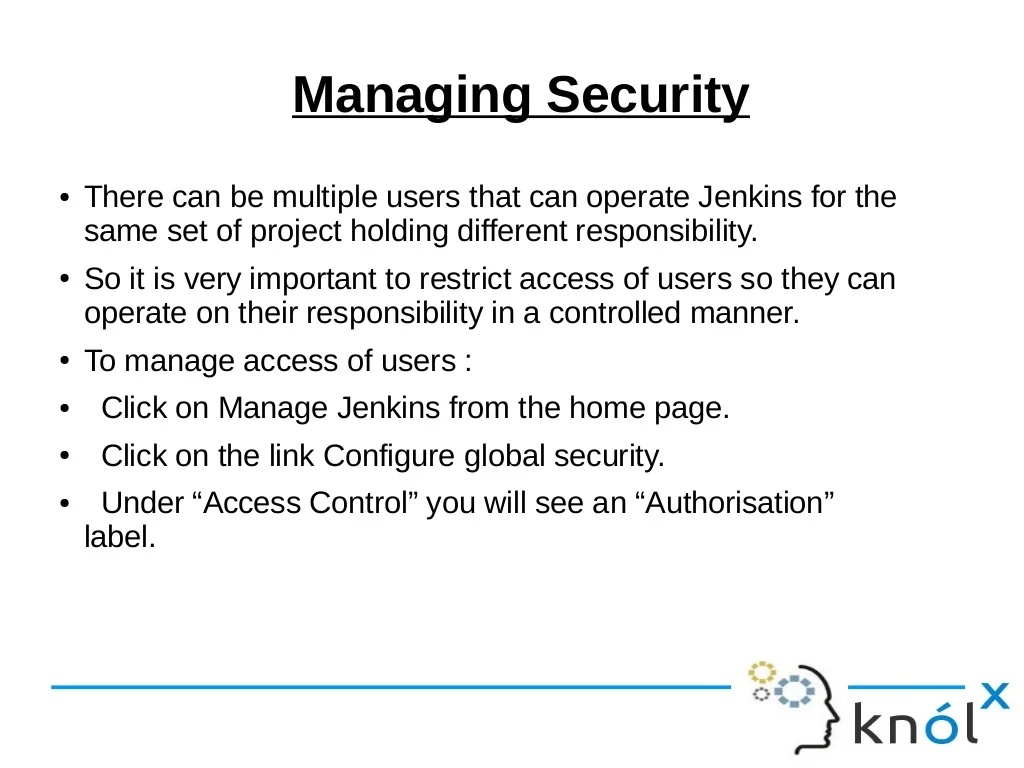 Managing Security
• There can be multiple users that can operate Jenkins for the
same set of project holding different responsibility.
• So it is very important to restrict access of users so they can
operate on their responsibility in a controlled manner.
• To manage access of users :
• Click on Manage Jenkins from the home page.
• Click on the link Configure global security.
• Under “Access Control” you will see an “Authorisation”
label.
knól x